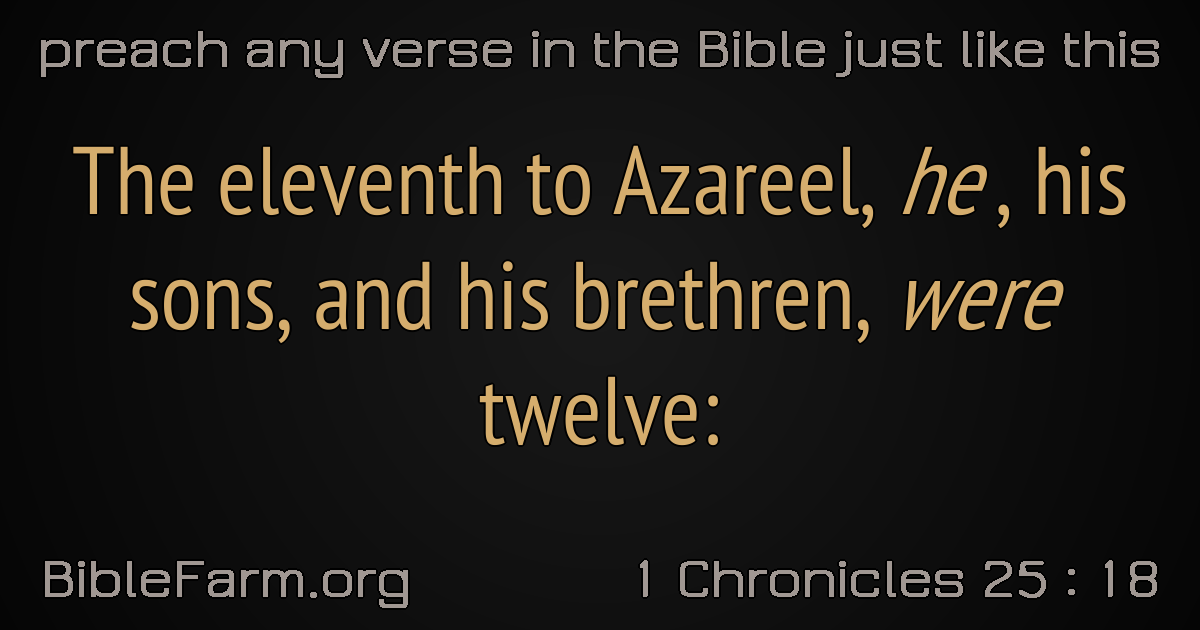 preach any verse in the Bible just like this
The eleventh to Azareel, he , his
sons, and his brethren, were
twelve:
BibleFarm.org
1 Chronicles 25 : 18